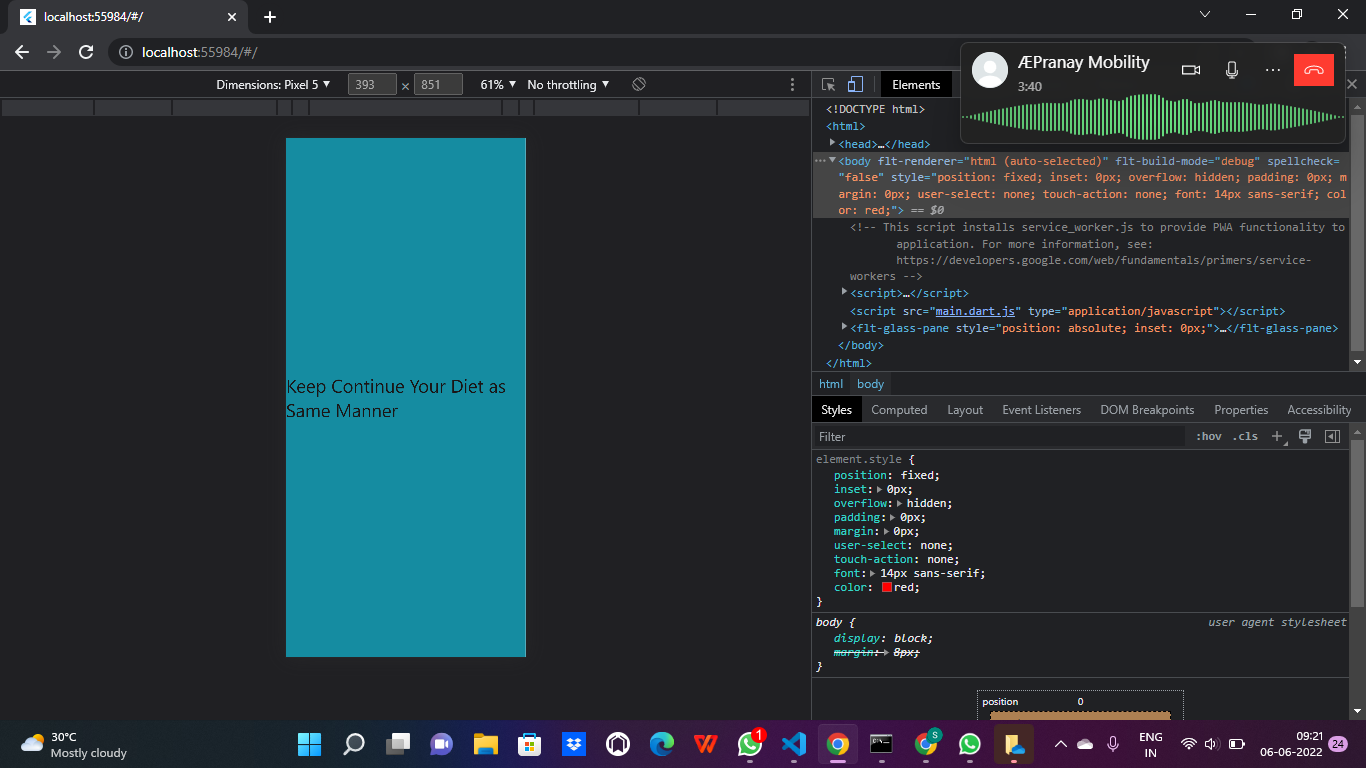 localhost:55984/#/
localhost:55984/#/
Dimensions: Pixel 5 ▼ 393 × 851 61% ▼ No throttling ▼
Elements
ÆPranay Mobility
3:40
<!DOCTYPE html>
<html>
<head>…</head>
<body flt-renderer="html (auto-selected)" flt-build-mode="debug" spellcheck=
"false" style="position: fixed; inset: 0px; overflow: hidden; padding: 0px; m
argin: 0px; user-select: none; touch-action: none; font: 14px sans-serif; col
or: red;"> == $0
<!-- This script installs service_worker.js to provide PWA functionality to
application. For more information, see:
https://developers.google.com/web/fundamentals/primers/service-
workers -->
<script>…</script>
<script src="main.dart.js" type="application/javascript"></script>
<flt-glass-pane style="position: absolute; inset: 0px;">…</flt-glass-pane>
</body>
</html>
html body
Styles Computed Layout Event Listeners DOM Breakpoints Properties Accessibility
Filter :hov .cls
element.style {
position: fixed;
inset: 0px;
overflow: hidden;
padding: 0px;
margin: 0px;
user-select: none;
touch-action: none;
font: 14px sans-serif;
color: red;
}
body { user agent stylesheet
display: block;
margin: 8px;
}
position 0
Keep Continue Your Diet as
Same Manner
30°C
Mostly cloudy
1
S
ENG
IN
09:21
06-06-2022
24